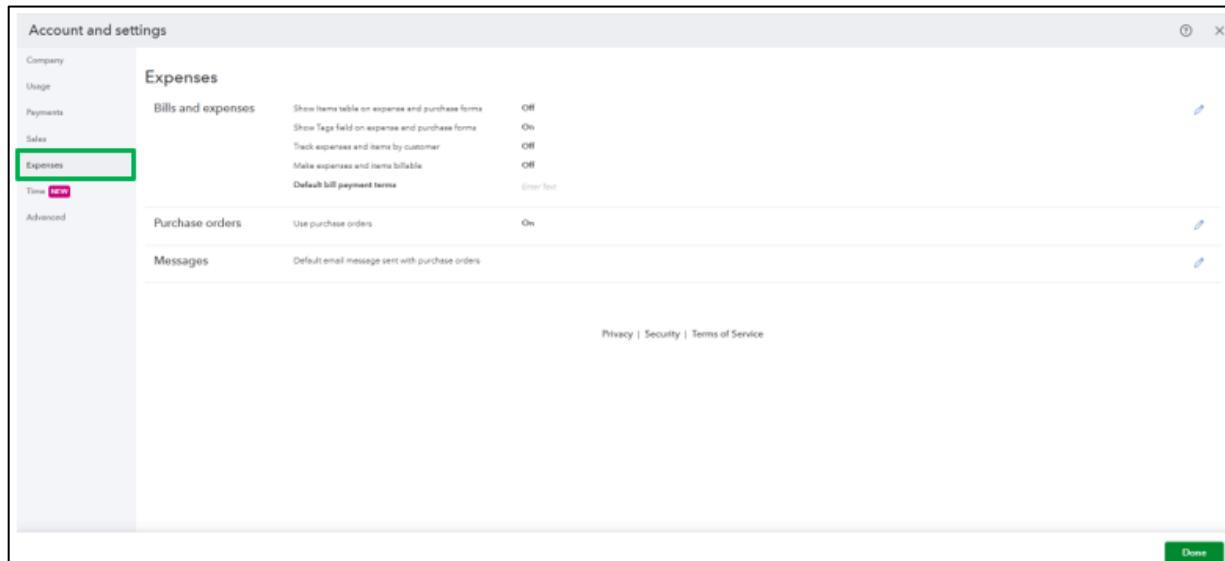 Account and settings
Company
Usage
Payments
Sales
Expenses
Time NEW
Advanced
Expenses
Bills and expenses
Show Items table on expense and purchase forms Off
Show Tags field on expense and purchase forms On
Track expenses and items by customer Off
Make expenses and items billable Off
Default bill payment terms Enter Text
Purchase orders Use purchase orders On
Messages Default email message sent with purchase orders
Privacy | Security | Terms of Service
Done